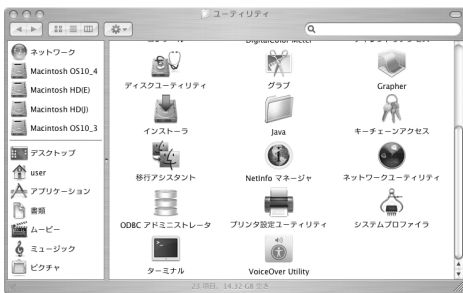 ユーティリティ
ネットワーク
Macintosh OS10_4
Macintosh HD(E)
Macintosh HD(J)
Macintosh OS10_3
デスクトップ
user
アプリケーション
書類
ムービー
ミュージック
ピクチャ
DigitalColor Meter
ディスクユーティリティ
グラブ
Grapher
インストーラ
Java
キーチェーンアクセス
移行アシスタント
NetInfo マネージャ
ネットワークユーティリティ
ODBC アドミニストレータ
プリンタ設定ユーティリティ
システムプロファイラ
ターミナル
VoiceOver Utility
23 項目、14.32 GB 空き